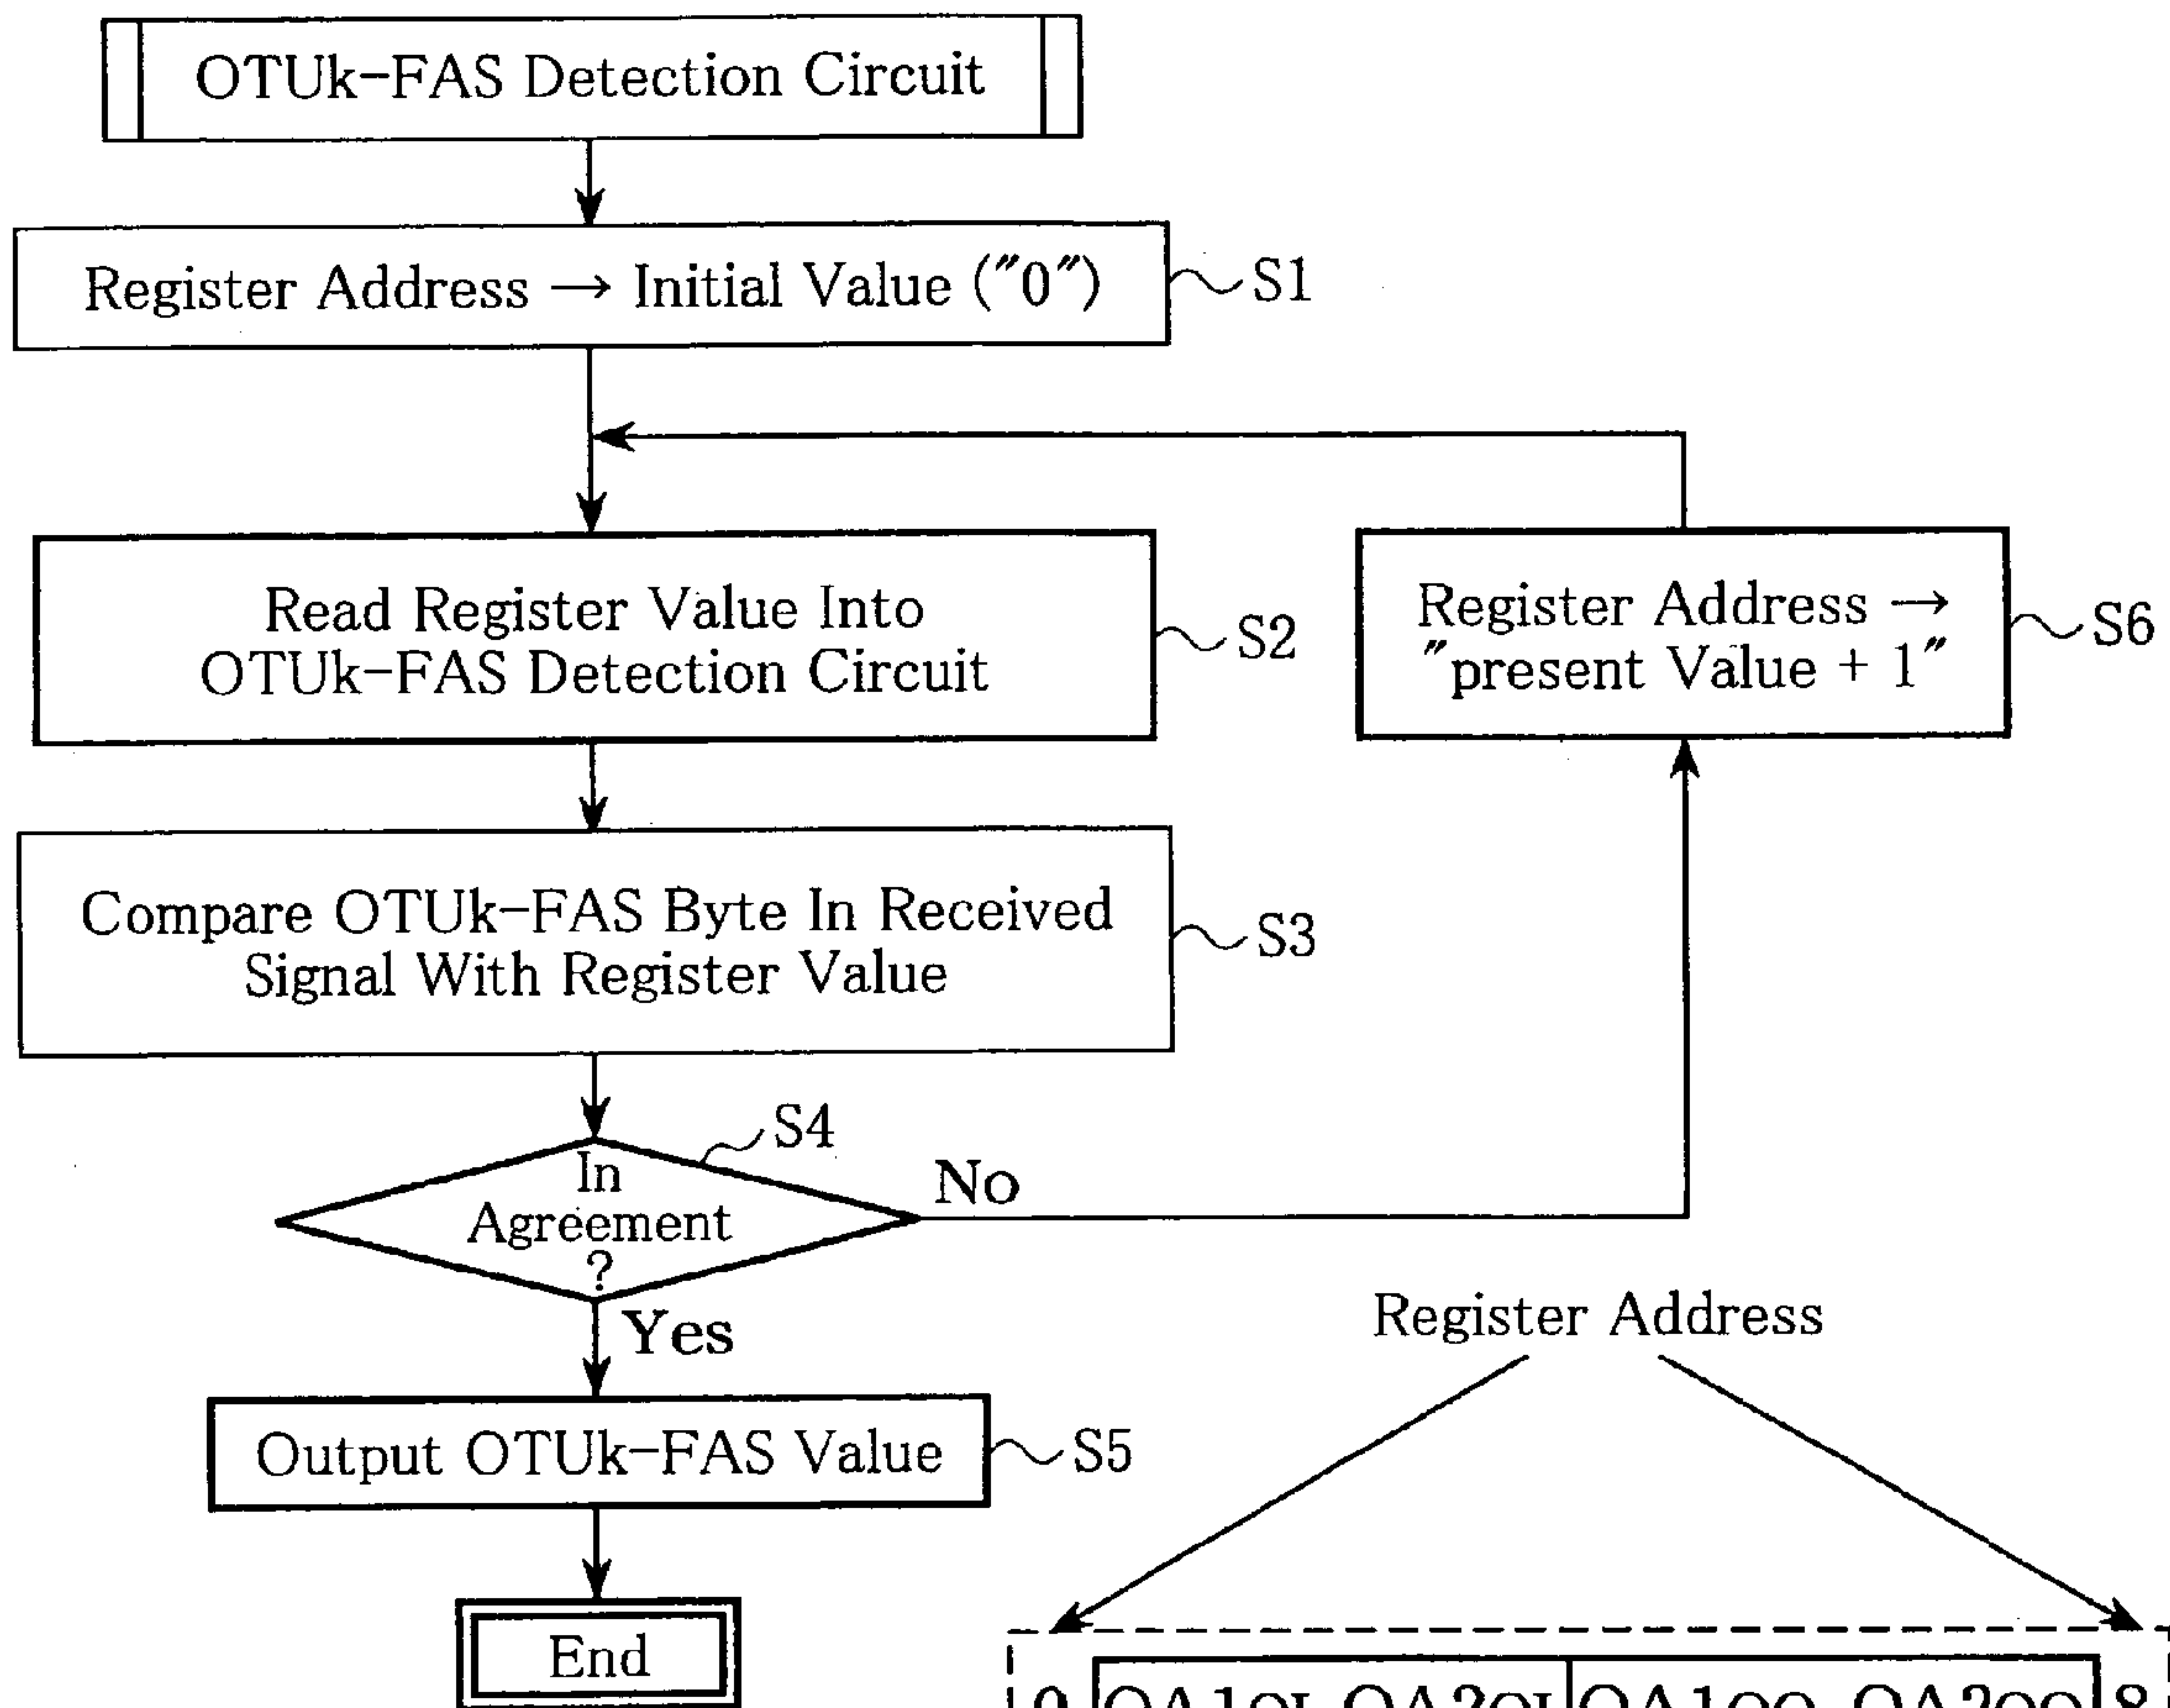 OTUk-FAS Detection Circuit
Register Address → Initial Value ("0")
S1
Read Register Value Into
OTUk-FAS Detection Circuit
S2
Register Address →
"present Value + 1"
S6
Compare OTUk-FAS Byte In Received
Signal With Register Value
S3
S4
In
Agreement
?
No
Yes
Register Address
Output OTUk-FAS Value
S5
End